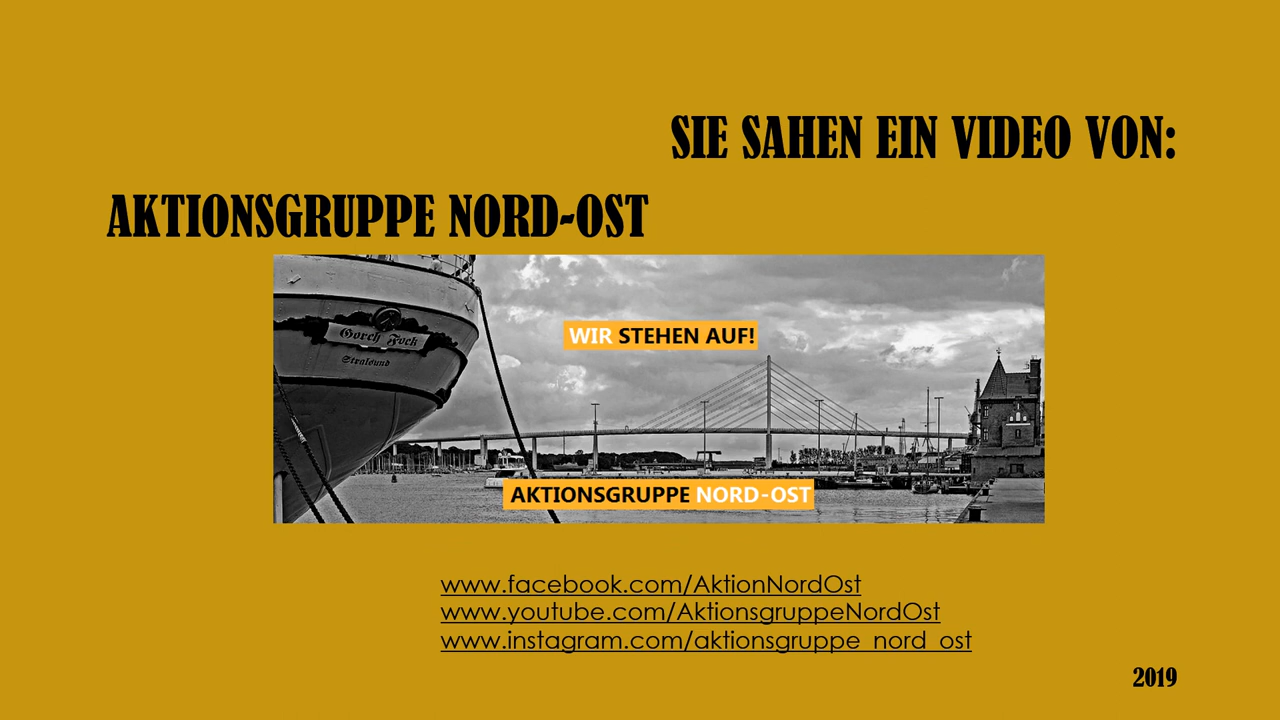 SIE SAHEN EIN VIDEO VON:
AKTIONSGRUPPE NORD-OST
Gorch Fock
Stralsund
WIR STEHEN AUF!
AKTIONSGRUPPE NORD-OST
www.facebook.com/AktionNordOst
www.youtube.com/AktionsgruppeNordOst
www.instagram.com/aktionsgruppe_nord_ost
2019